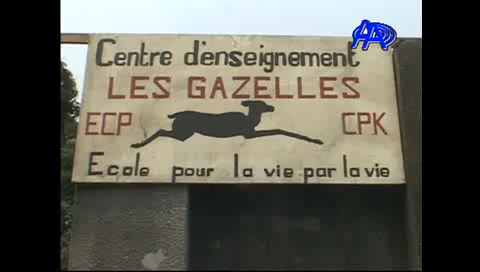 Centre d'enseignement
LES GAZELLES
ECP CPK
Ecole pour la vie par la vie